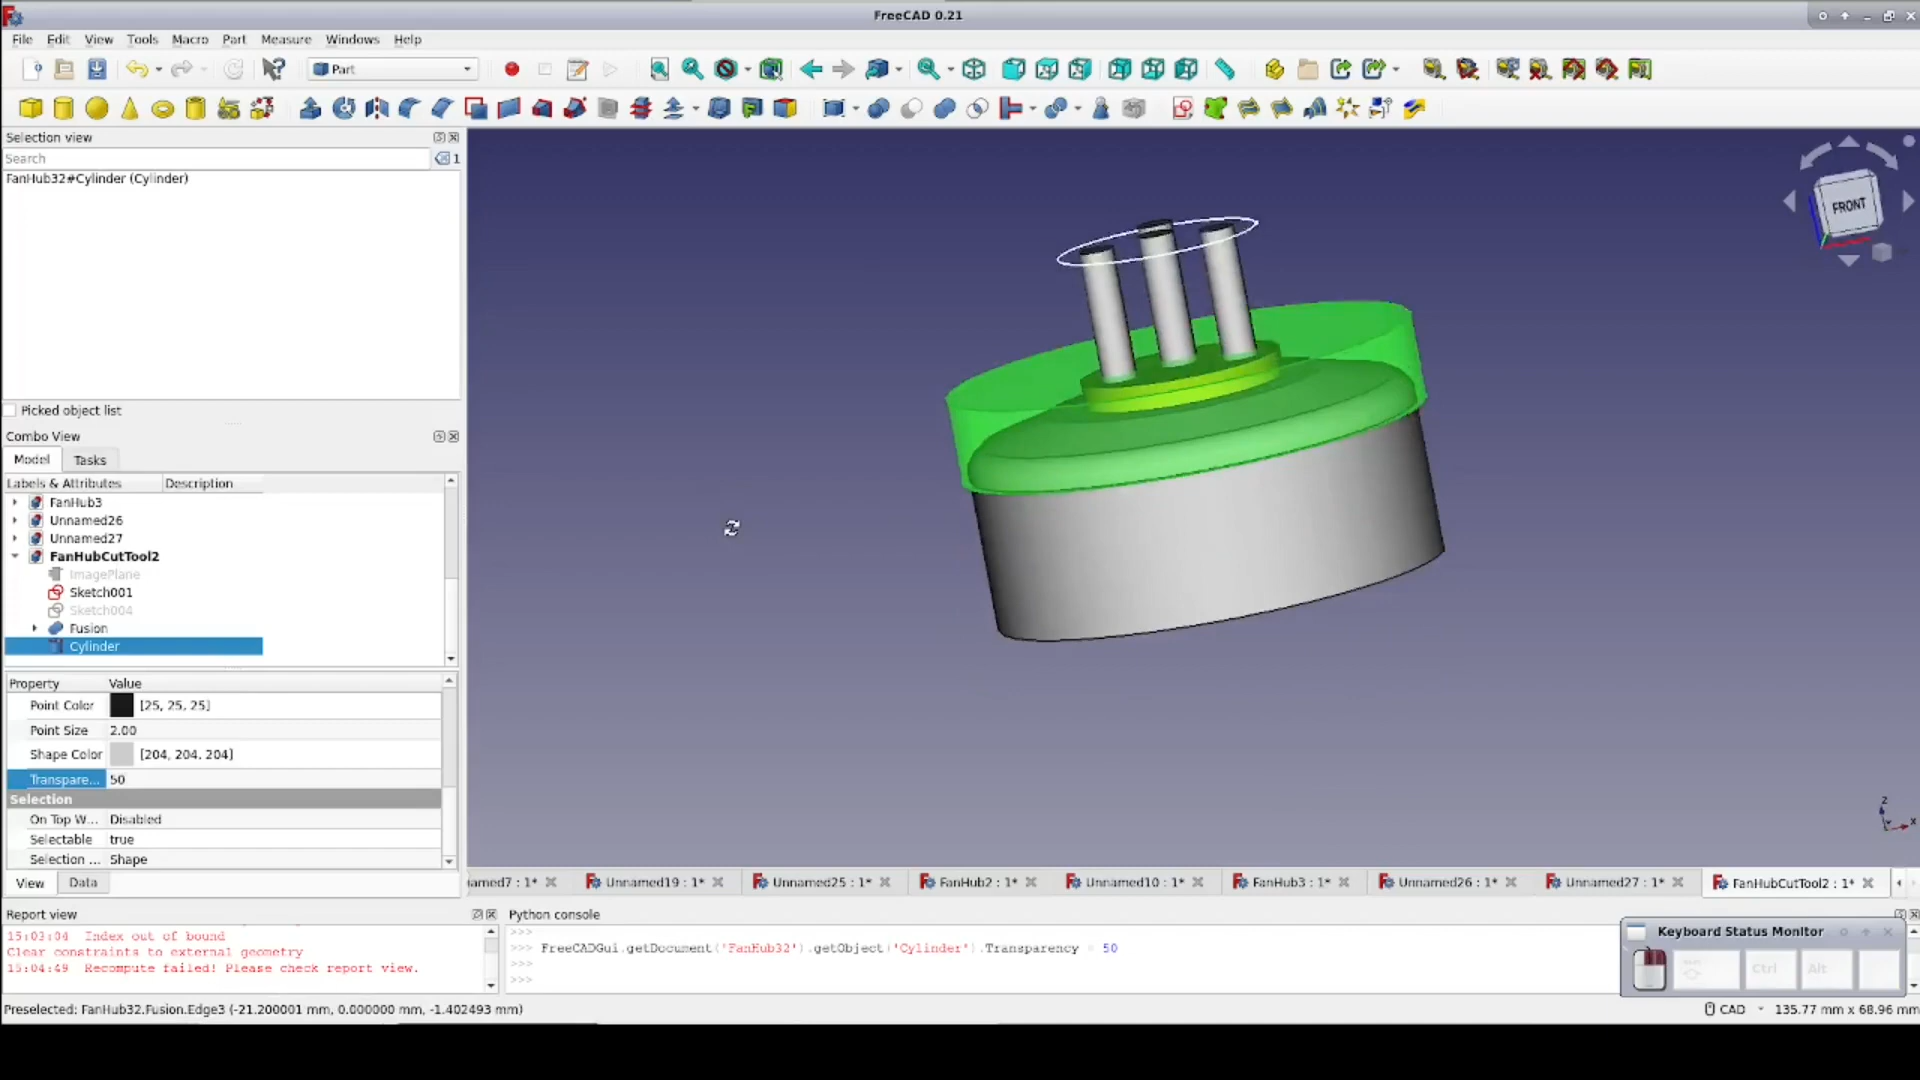 FreeCAD 0.21
File Edit View Tools Macro Part Measure Windows Help
Part
Selection view
Search
1
FanHub32#Cylinder (Cylinder)
FRONT
Picked object list
Combo View
Model Tasks
Labels & Attributes Description
FanHub3
Unnamed26
Unnamed27
FanHubCutTool2
ImagePlane
Sketch001
Sketch004
Fusion
Cylinder
Property Value
Point Color [25, 25, 25]
Point Size 2.00
Shape Color [204, 204, 204]
Transpare... 50
Selection
On Top W... Disabled
Selectable true
Selection ... Shape
Z
X
View Data
amed7 : 1* Unnamed19 : 1* Unnamed25 : 1* FanHub2 : 1* Unnamed10 : 1* FanHub3 : 1* Unnamed26 : 1* Unnamed27 : 1* FanHubCutTool2 : 1*
Report view
15:03:04 Index out of bound
Clear constraints to external geometry
15:04:49 Recompute failed! Please check report view.
Python console
>>>
>>> FreeCADGui.getDocument('FanHub32').getObject('Cylinder').Transparency = 50
>>>
>>>
Keyboard Status Monitor
Ctrl Alt
Preselected: FanHub32.Fusion.Edge3 (-21.200001 mm, 0.000000 mm, -1.402493 mm)
CAD 135.77 mm x 68.96 mm